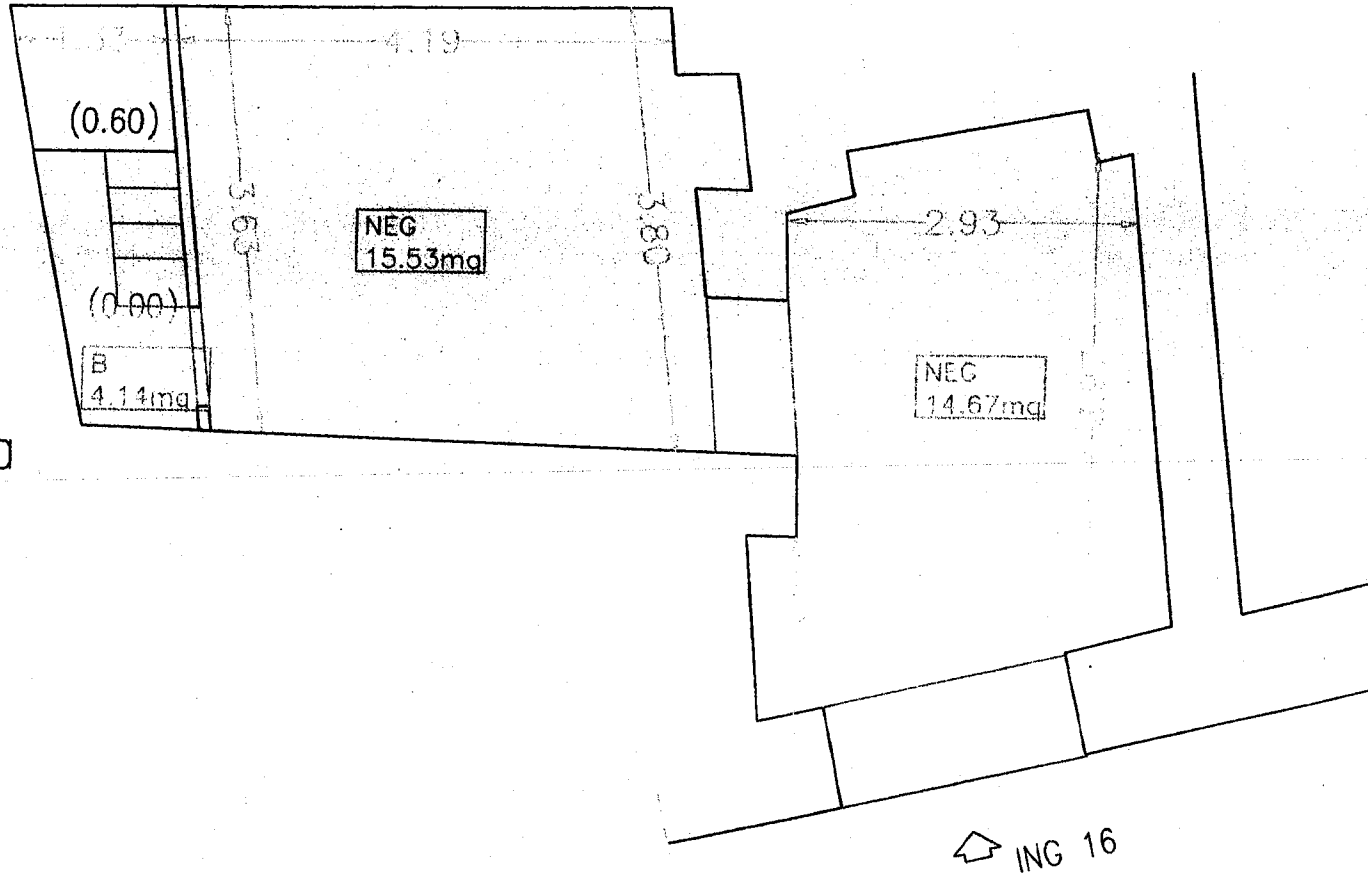 4.19
(0.60)
3.63
NEG
15.53mq
3.80
2.93
(0.00)
B
4.14mq
NEG
14.67mq
ING 16